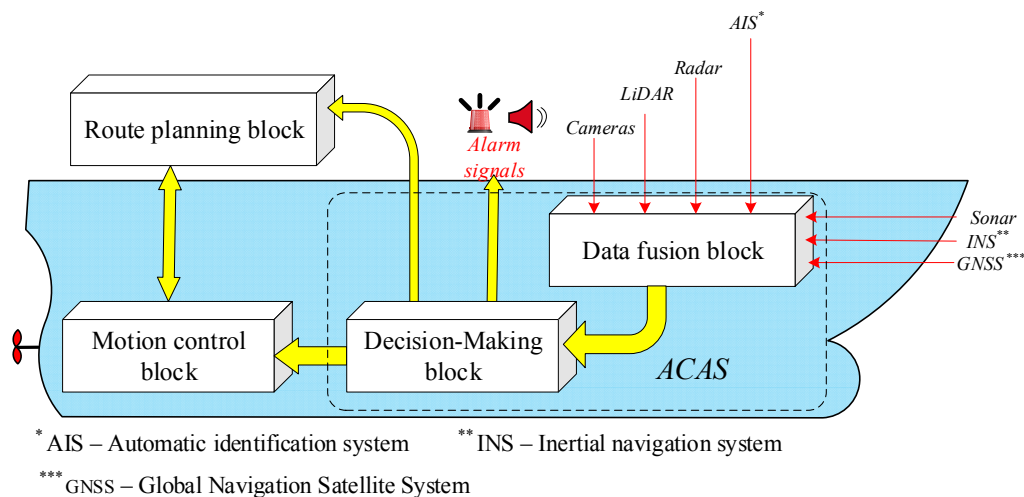 AIS*
Radar
LiDAR
Cameras
Alarm
signals
Route planning block
Data fusion block
Sonar
INS**
GNSS***
Motion control
block
Decision-Making
block
ACAS
*AIS – Automatic identification system
**INS – Inertial navigation system
***GNSS – Global Navigation Satellite System